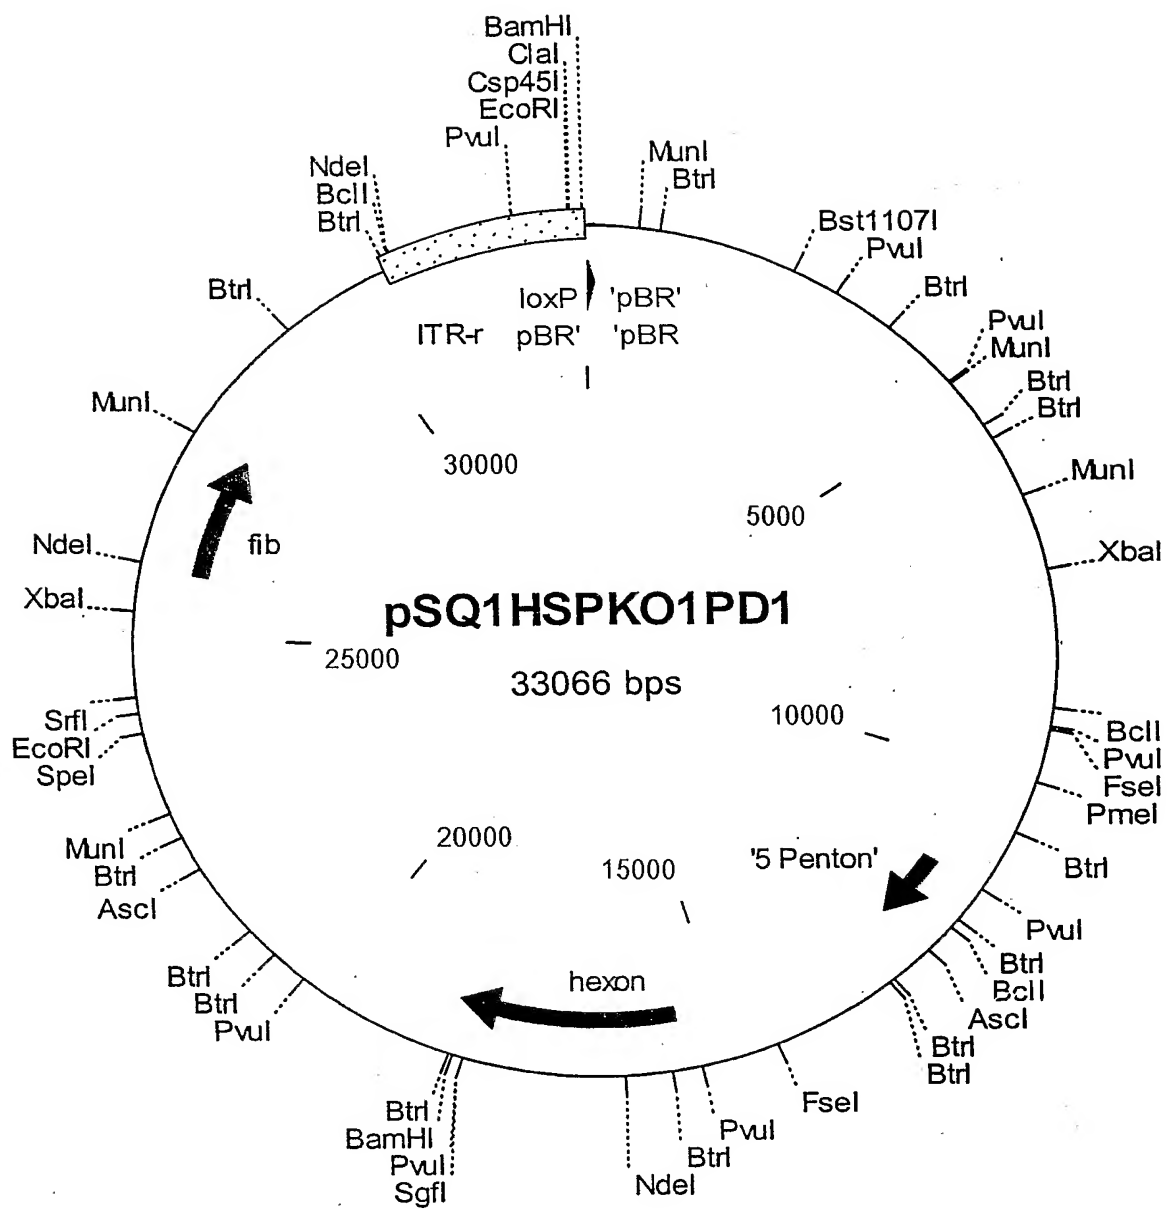 BamHI
ClaI
Csp45I
EcoRI
PvuI
NdeI
BclI
BtrI
BtrI
MunI
BtrI
Bst1107I
PvuI
BtrI
PvuI
MunI
BtrI
BtrI
MunI
XbaI
loxP 'pBR'
ITR-r pBR' 'pBR
30000
5000
MunI
fib
NdeI
XbaI
pSQ1HSPKO1PD1
33066 bps
25000
10000
SrfI
EcoRI
SpeI
BclI
PvuI
FseI
PmeI
20000
15000
'5 Penton'
MunI
BtrI
AscI
BtrI
PvuI
BtrI
BclI
AscI
BtrI
BtrI
hexon
BtrI
BtrI
PvuI
FseI
BtrI
BamHI
PvuI
SgfI
PvuI
BtrI
NdeI